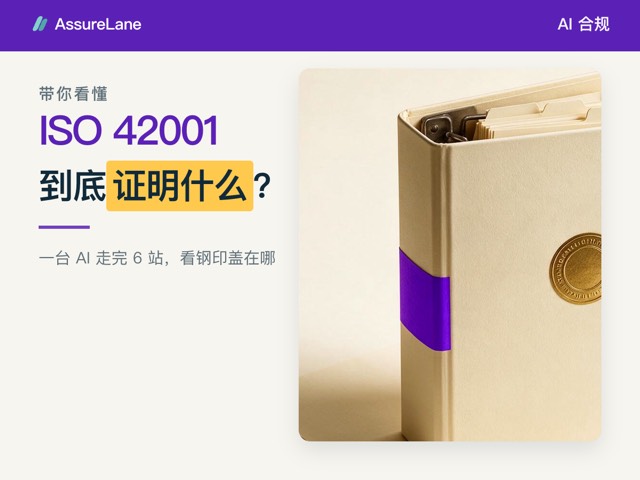 AssureLane
AI 合规
带你看懂
ISO 42001
到底证明什么?
一台 AI 走完 6 站，看钢印盖在哪